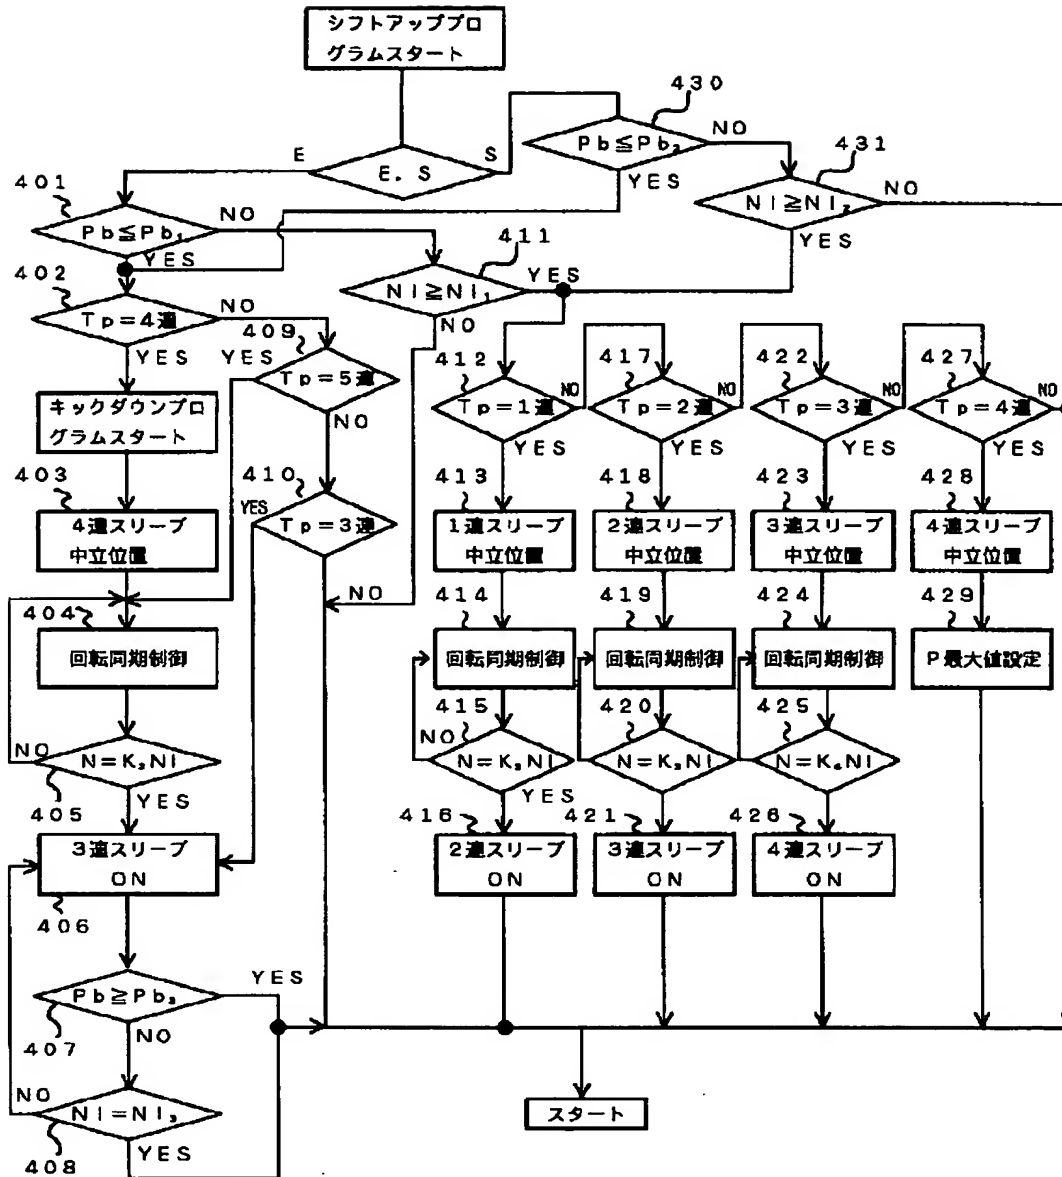 シフトアッププロ
グラムスタート
430
Pb≦Pb₂
NO
YES
431
NI≧NI₂
NO
YES
E
E. S
S
401
Pb≦Pb₁
NO
YES
411
NI≧NI₁
YES
NO
402
Tp=4速
NO
YES
409
YES
Tp=5速
NO
412
Tp=1速
NO
YES
417
Tp=2速
NO
YES
422
Tp=3速
NO
YES
427
Tp=4速
YES
キックダウンプロ
グラムスタート
403
4速スリーブ
中立位置
410
YES
Tp=3速
NO
413
1速スリーブ
中立位置
418
2速スリーブ
中立位置
423
3速スリーブ
中立位置
428
4速スリーブ
中立位置
404
回転同期制御
414
回転同期制御
419
回転同期制御
424
回転同期制御
429
P最大値設定
NO
405
YES
415
NO
YES
420
425
3速スリーブ
ON
406
416
2速スリーブ
ON
421
3速スリーブ
ON
426
4速スリーブ
ON
YES
407
NO
NO
408
YES
スタート